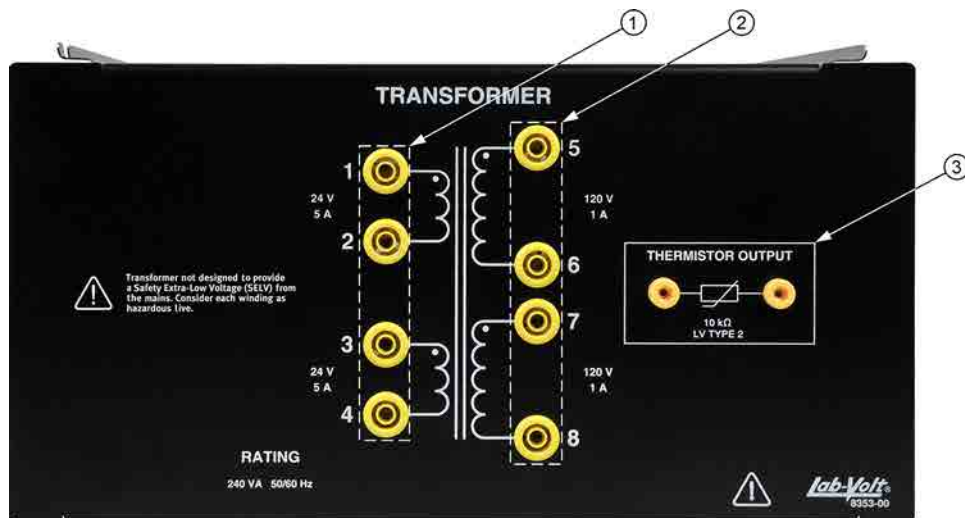 1
2
3
TRANSFORMER
1
24 V
5 A
2
5
120 V
1 A
6
Transformer not designed to provide
a Safety Extra-Low Voltage (SELV) from
the mains. Consider each winding as
hazardous live.
THERMISTOR OUTPUT
10 kΩ
LV TYPE 2
3
24 V
5 A
4
7
120 V
1 A
8
RATING
240 VA 50/60 Hz
Lab-Volt®
8353-00